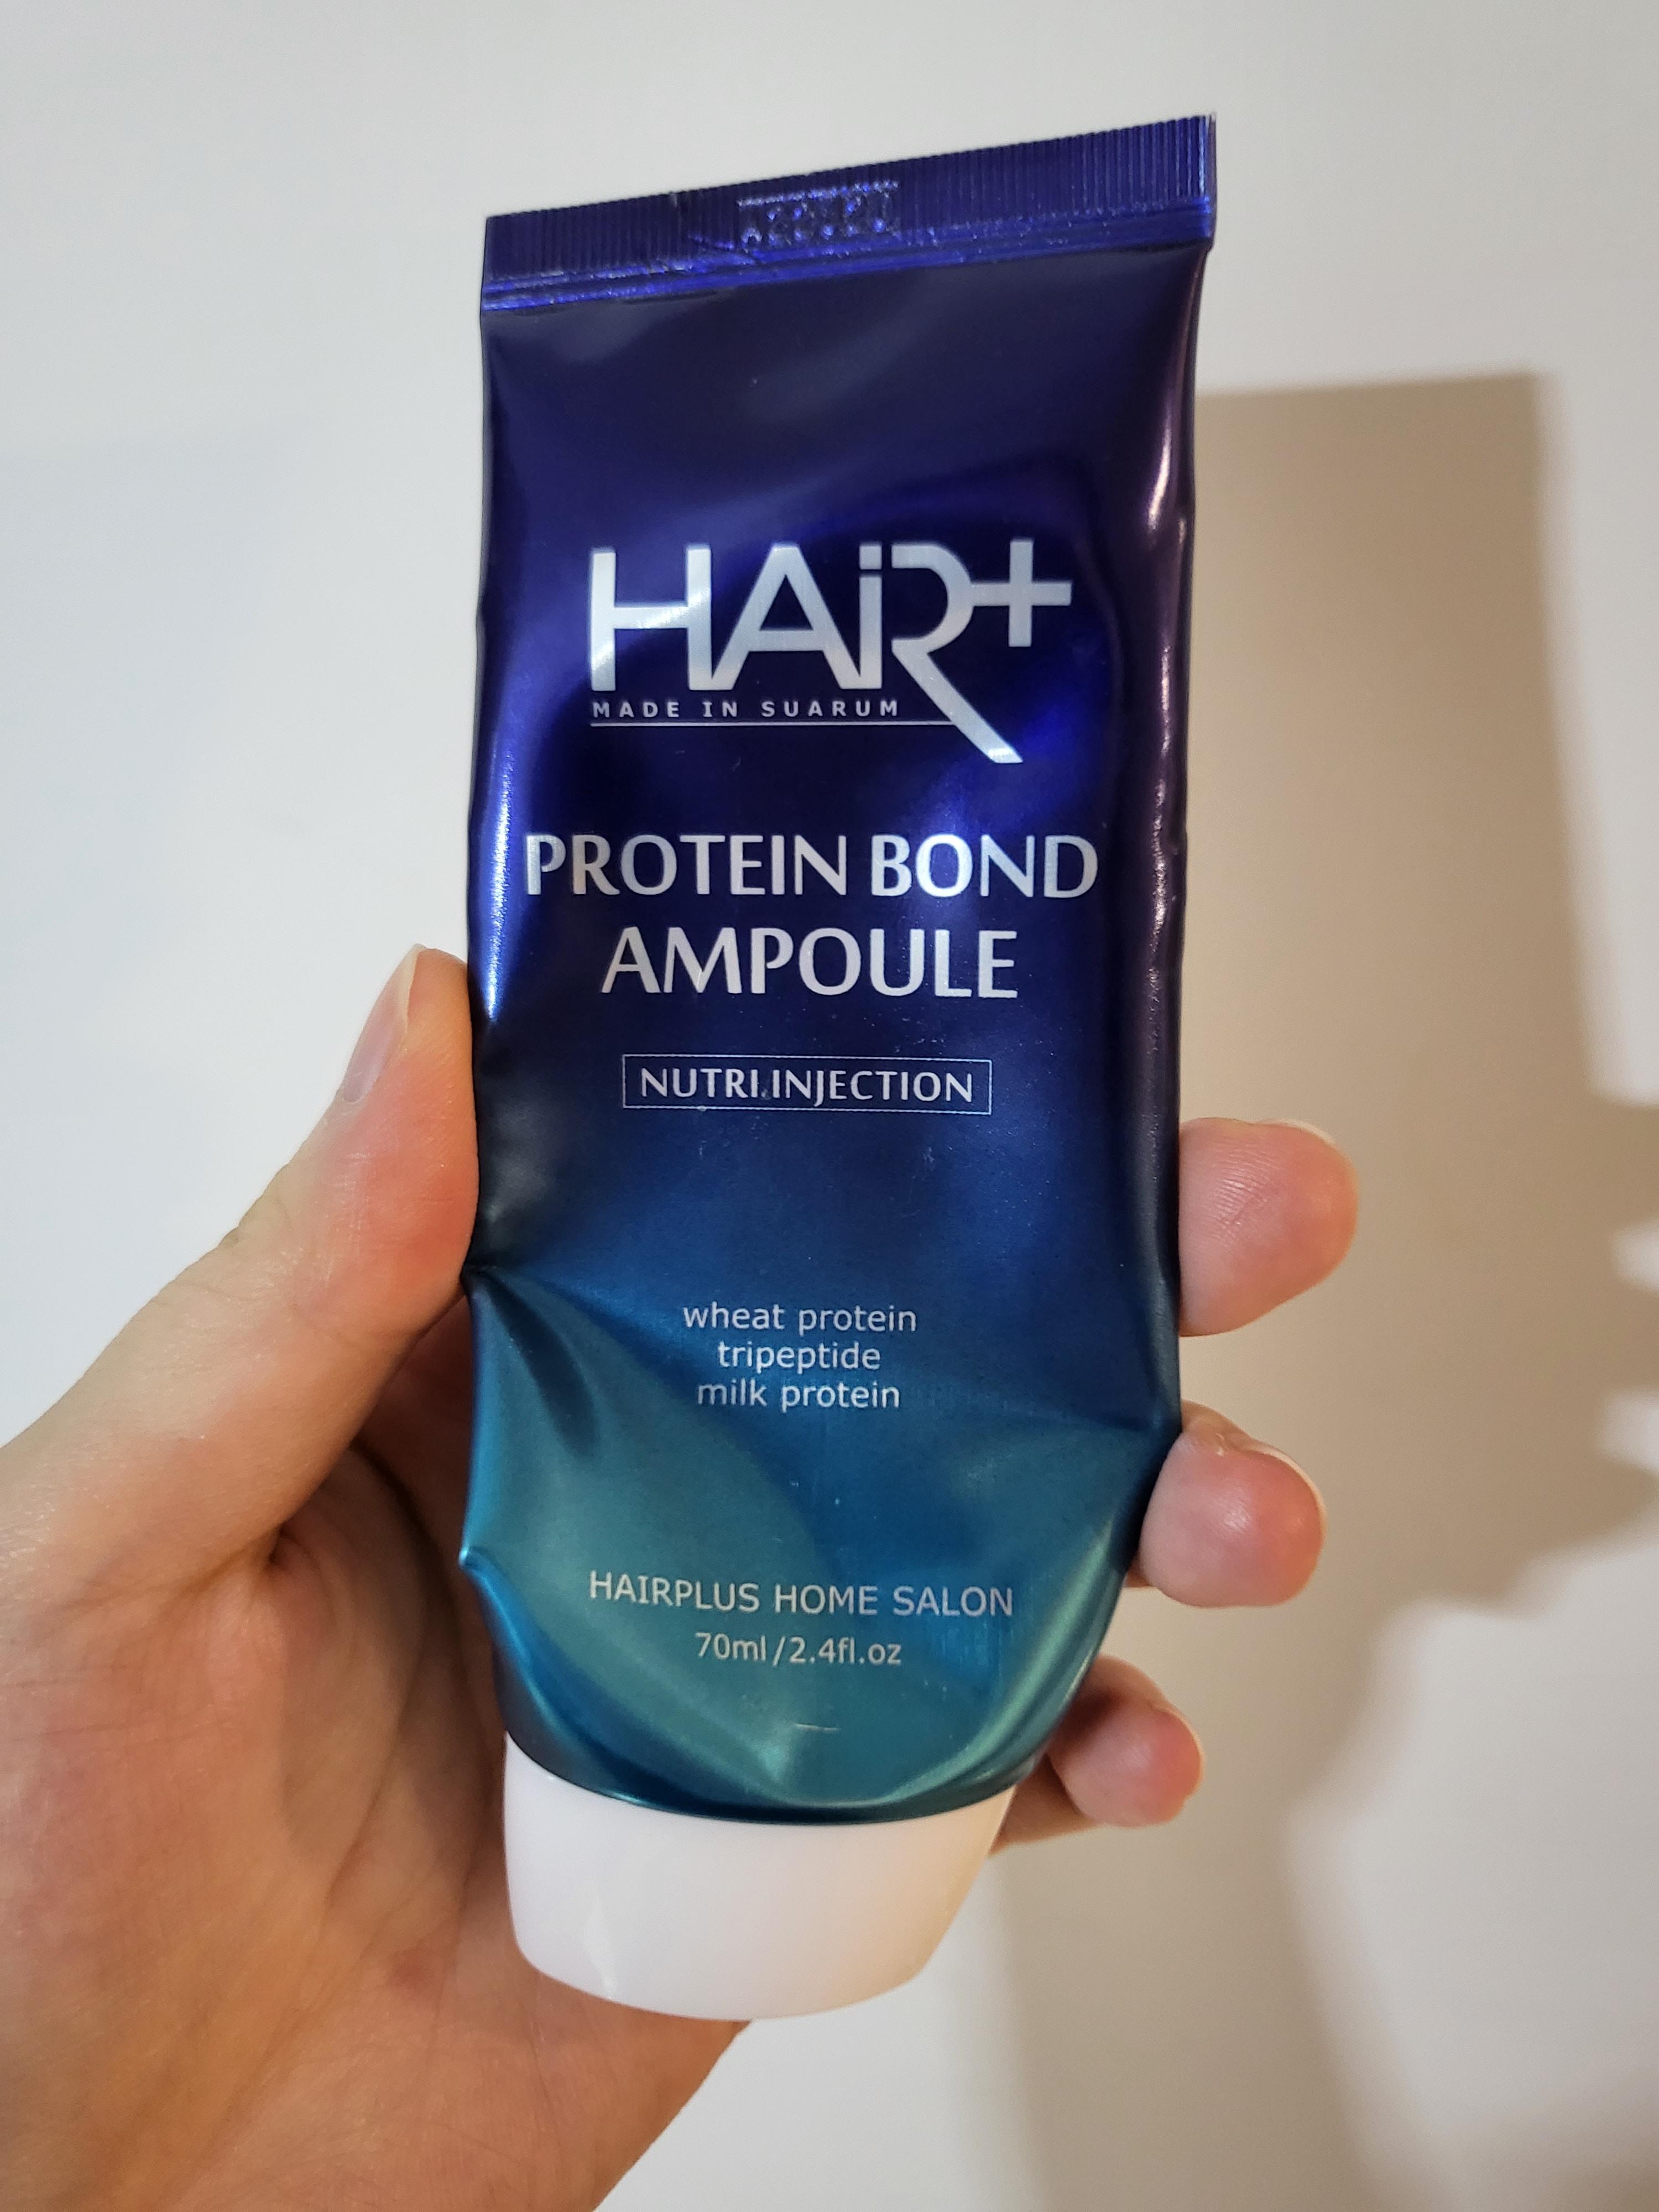 HAiR+
MADE IN SUARUM
PROTEIN BOND
AMPOULE
NUTRI INJECTION
wheat protein
tripeptide
milk protein
HAIRPLUS HOME SALON
70ml/2.4fl.oz